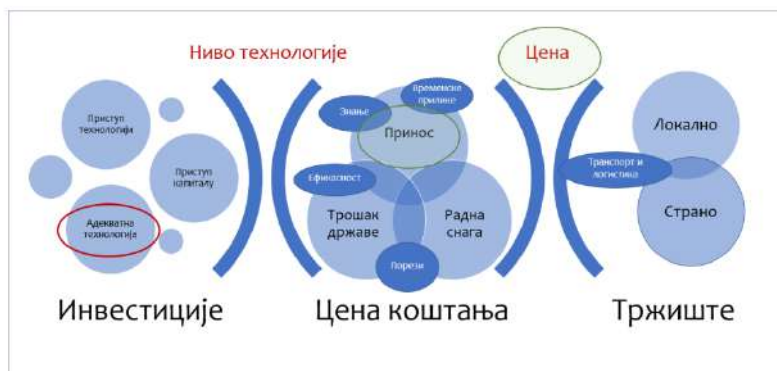 Ниво технологије
Цена
Приступ
технологији
Приступ
капиталу
Адекватна
технологија
Инвестиције
Знање
Временске
прилике
Принос
Ефикасност
Трошак
државе
Радна
снага
Порези
Цена коштања
Локално
Транспорт и
логистика
Страно
Тржиште